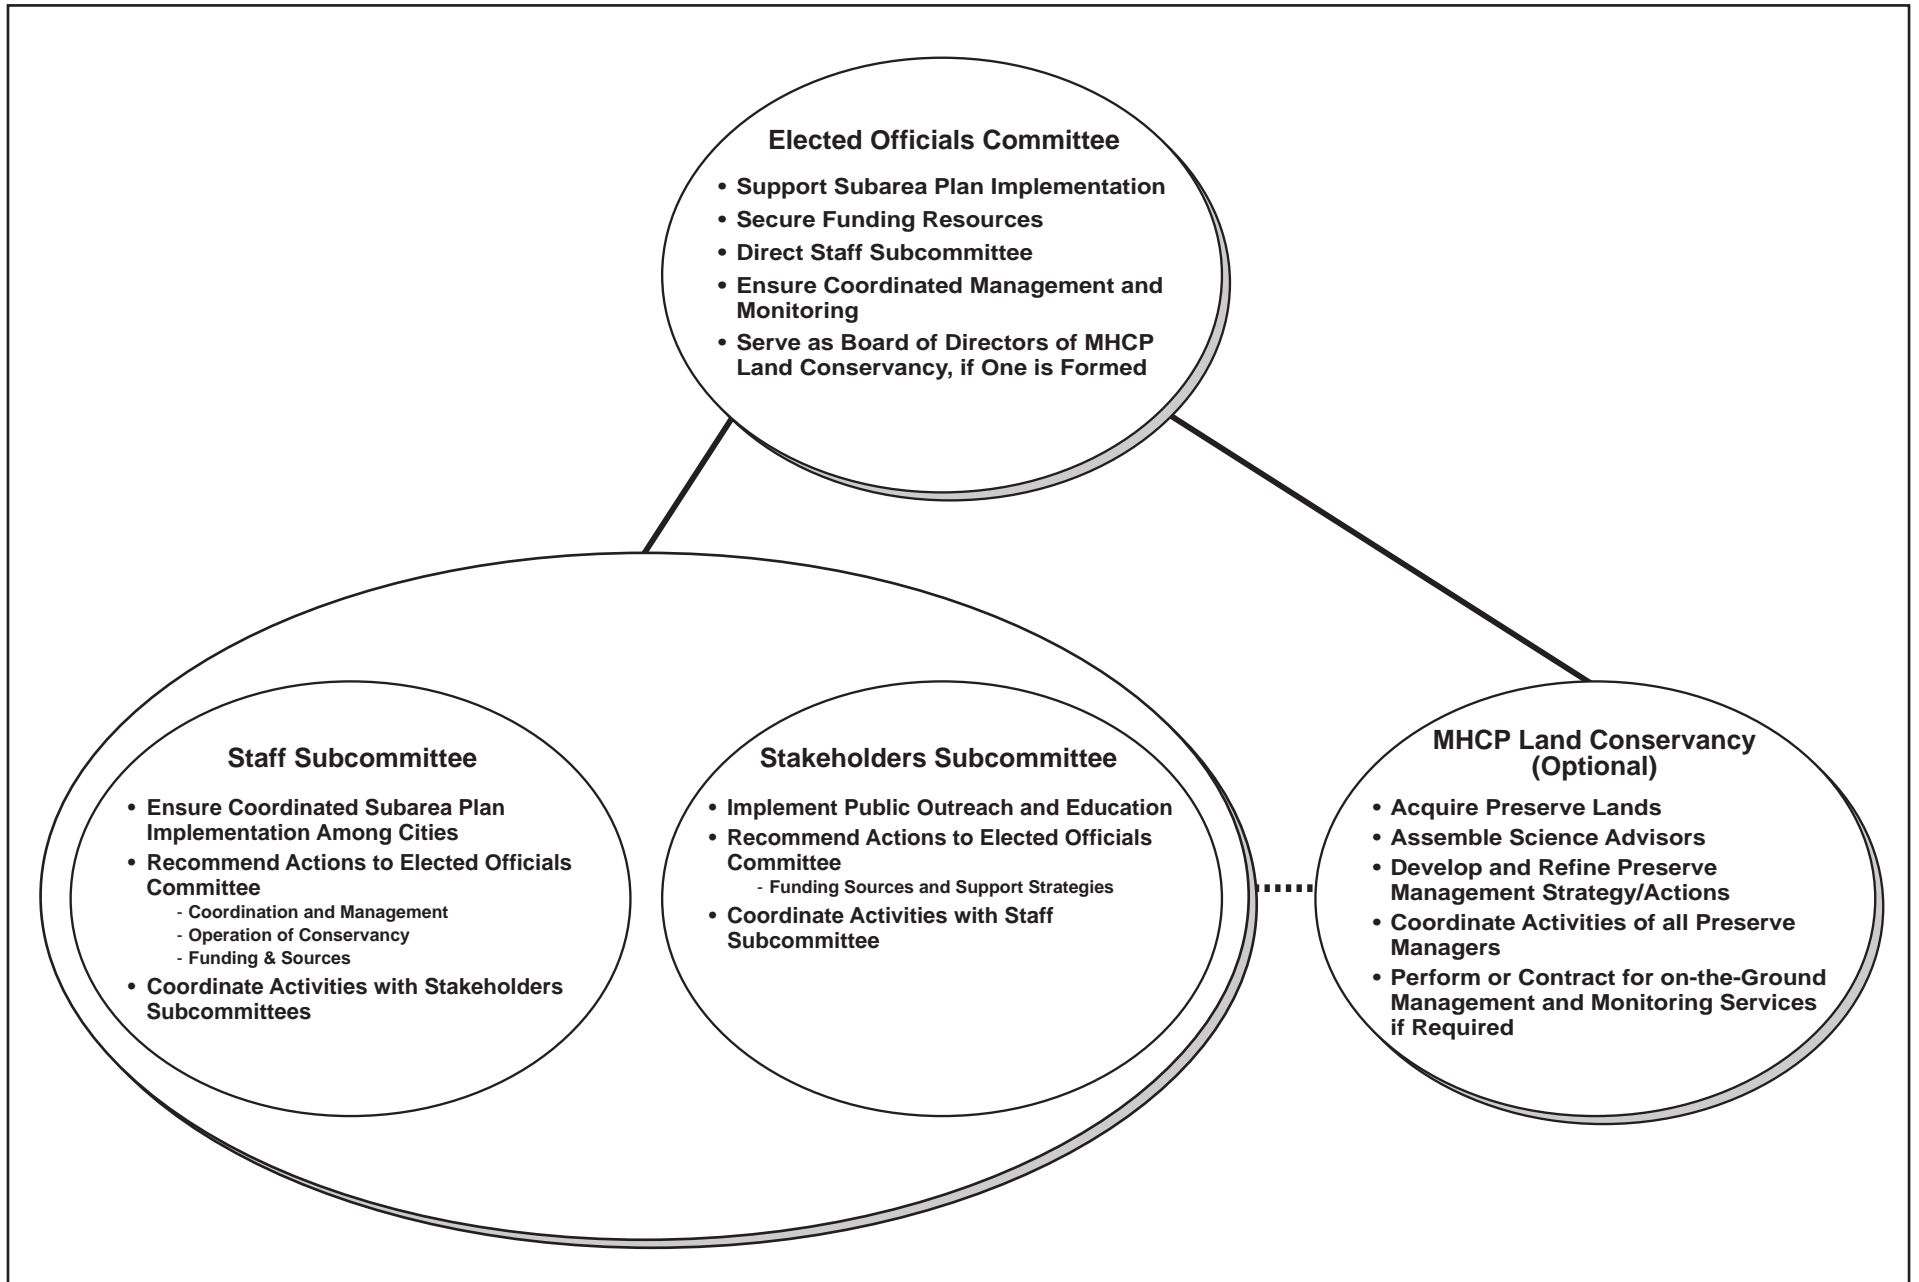 Elected Officials Committee
• Support Subarea Plan Implementation
• Secure Funding Resources
• Direct Staff Subcommittee
• Ensure Coordinated Management and
Monitoring
• Serve as Board of Directors of MHCP
Land Conservancy, if One is Formed
Staff Subcommittee
• Ensure Coordinated Subarea Plan
Implementation Among Cities
• Recommend Actions to Elected Officials
Committee
- Coordination and Management
- Operation of Conservancy
- Funding & Sources
• Coordinate Activities with Stakeholders
Subcommittees
Stakeholders Subcommittee
• Implement Public Outreach and Education
• Recommend Actions to Elected Officials
Committee
- Funding Sources and Support Strategies
• Coordinate Activities with Staff
Subcommittee
MHCP Land Conservancy
(Optional)
• Acquire Preserve Lands
• Assemble Science Advisors
• Develop and Refine Preserve
Management Strategy/Actions
• Coordinate Activities of all Preserve
Managers
• Perform or Contract for on-the-Ground
Management and Monitoring Services
if Required